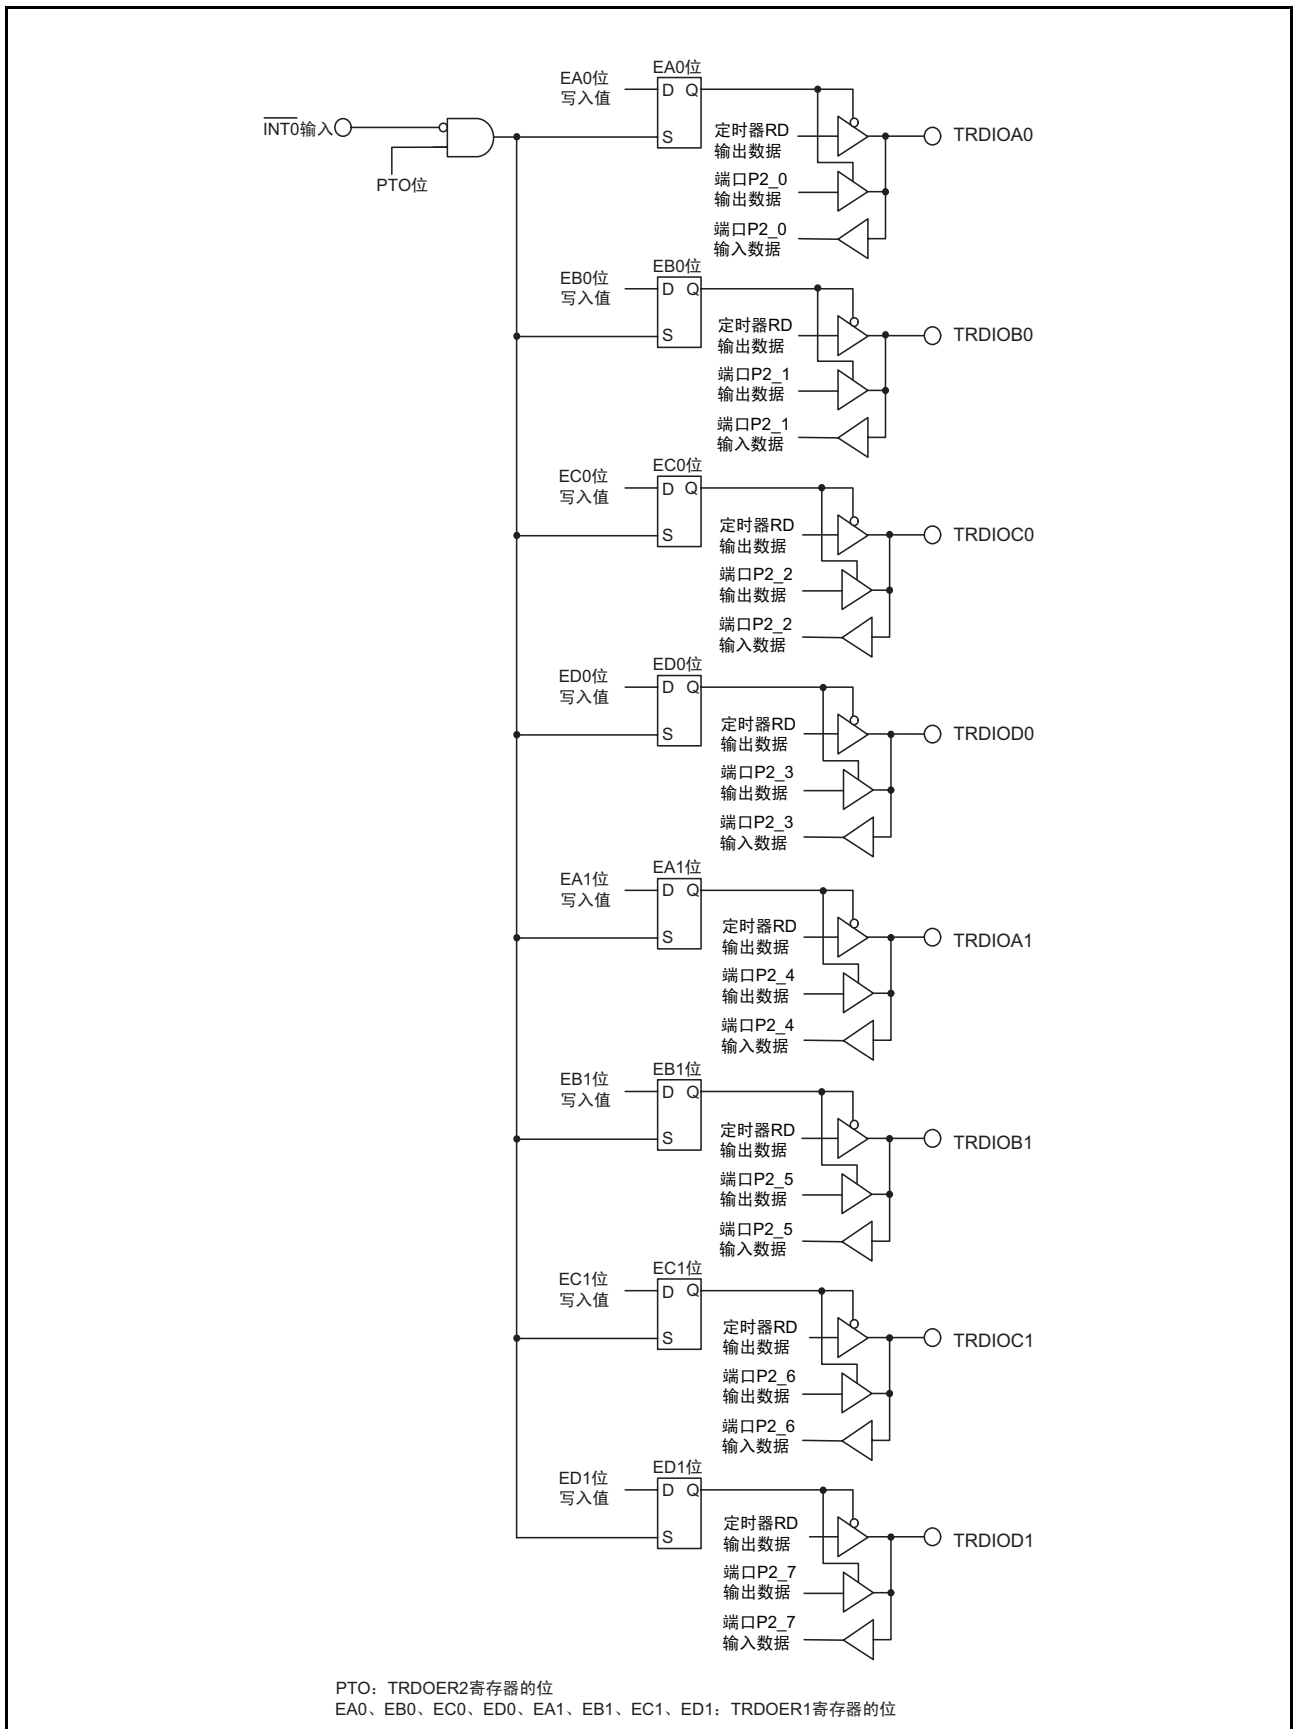 INT0输入
PTO位
EA0位
写入值
EA0位
D Q
S
定时器RD
输出数据
端口P2_0
输出数据
端口P2_0
输入数据
TRDIOA0
EB0位
写入值
EB0位
D Q
S
定时器RD
输出数据
端口P2_1
输出数据
端口P2_1
输入数据
TRDIOB0
EC0位
写入值
EC0位
D Q
S
定时器RD
输出数据
端口P2_2
输出数据
端口P2_2
输入数据
TRDIOC0
ED0位
写入值
ED0位
D Q
S
定时器RD
输出数据
端口P2_3
输出数据
端口P2_3
输入数据
TRDIOD0
EA1位
写入值
EA1位
D Q
S
定时器RD
输出数据
端口P2_4
输出数据
端口P2_4
输入数据
TRDIOA1
EB1位
写入值
EB1位
D Q
S
定时器RD
输出数据
端口P2_5
输出数据
端口P2_5
输入数据
TRDIOB1
EC1位
写入值
EC1位
D Q
S
定时器RD
输出数据
端口P2_6
输出数据
端口P2_6
输入数据
TRDIOC1
ED1位
写入值
ED1位
D Q
S
定时器RD
输出数据
端口P2_7
输出数据
端口P2_7
输入数据
TRDIOD1
PTO：TRDOER2寄存器的位
EA0、EB0、EC0、ED0、EA1、EB1、EC1、ED1：TRDOER1寄存器的位